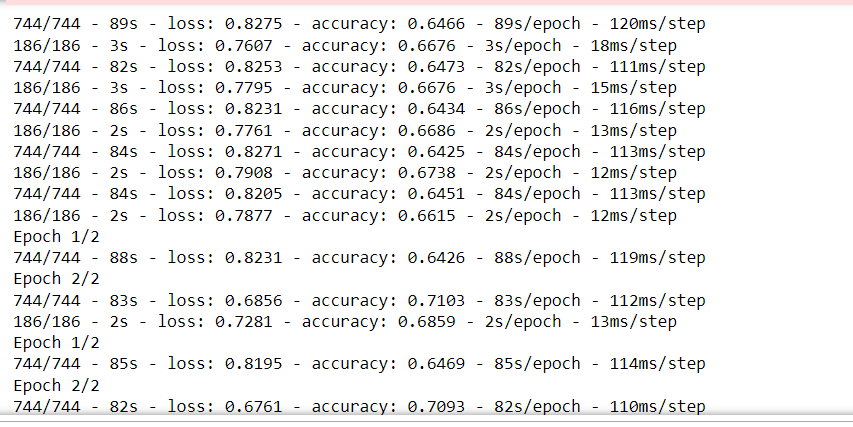 744/744 - 89s - loss: 0.8275 - accuracy: 0.6466 - 89s/epoch - 120ms/step
186/186 - 3s - loss: 0.7607 - accuracy: 0.6676 - 3s/epoch - 18ms/step
744/744 - 82s - loss: 0.8253 - accuracy: 0.6473 - 82s/epoch - 111ms/step
186/186 - 3s - loss: 0.7795 - accuracy: 0.6676 - 3s/epoch - 15ms/step
744/744 - 86s - loss: 0.8231 - accuracy: 0.6434 - 86s/epoch - 116ms/step
186/186 - 2s - loss: 0.7761 - accuracy: 0.6686 - 2s/epoch - 13ms/step
744/744 - 84s - loss: 0.8271 - accuracy: 0.6425 - 84s/epoch - 113ms/step
186/186 - 2s - loss: 0.7908 - accuracy: 0.6738 - 2s/epoch - 12ms/step
744/744 - 84s - loss: 0.8205 - accuracy: 0.6451 - 84s/epoch - 113ms/step
186/186 - 2s - loss: 0.7877 - accuracy: 0.6615 - 2s/epoch - 12ms/step
Epoch 1/2
744/744 - 88s - loss: 0.8231 - accuracy: 0.6426 - 88s/epoch - 119ms/step
Epoch 2/2
744/744 - 83s - loss: 0.6856 - accuracy: 0.7103 - 83s/epoch - 112ms/step
186/186 - 2s - loss: 0.7281 - accuracy: 0.6859 - 2s/epoch - 13ms/step
Epoch 1/2
744/744 - 85s - loss: 0.8195 - accuracy: 0.6469 - 85s/epoch - 114ms/step
Epoch 2/2
744/744 - 82s - loss: 0.6761 - accuracy: 0.7093 - 82s/epoch - 110ms/step